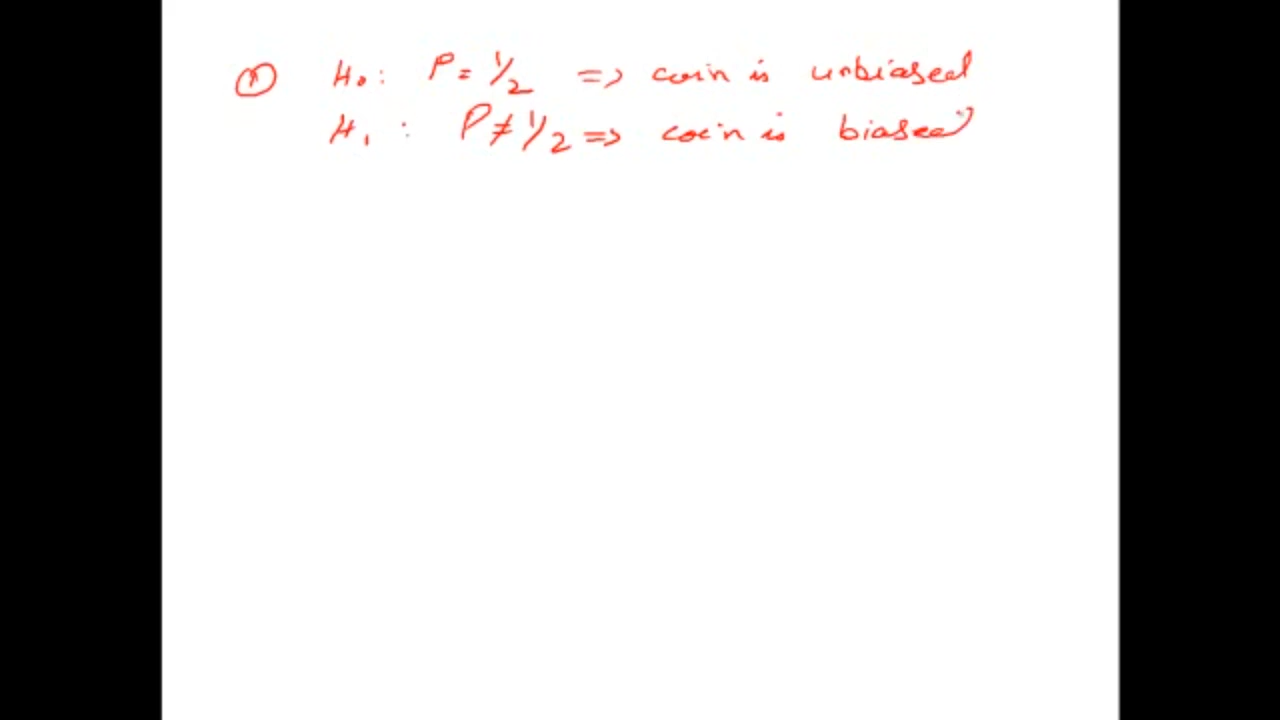 ① H₀: P = 1/2 => coin is unbiased
H₁: P ≠ 1/2 => coin is biased